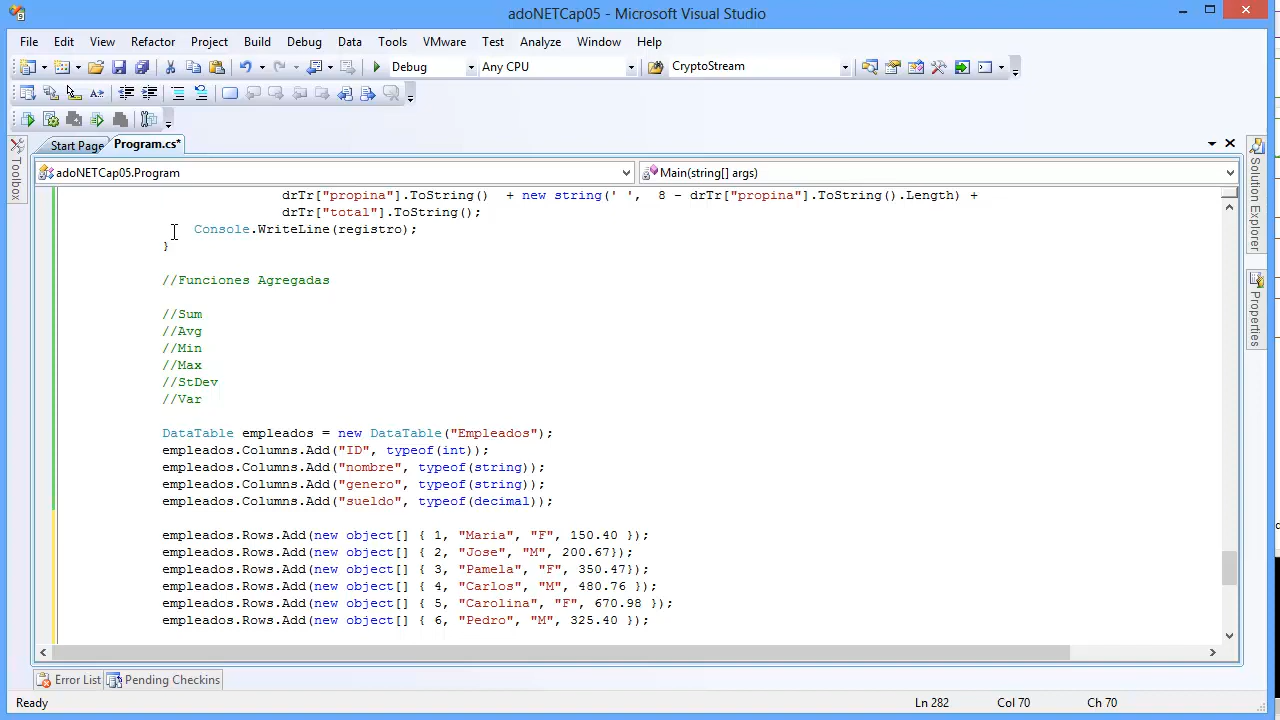 adoNETCap05 - Microsoft Visual Studio
File Edit View Refactor Project Build Debug Data Tools VMware Test Analyze Window Help
Debug Any CPU CryptoStream
Start Page Program.cs*
adoNETCap05.Program Main(string[] args)
drTr["propina"].ToString() + new string(' ', 8 - drTr["propina"].ToString().Length) +
drTr["total"].ToString();
Console.WriteLine(registro);
}
//Funciones Agregadas
//Sum
//Avg
//Min
//Max
//StDev
//Var
DataTable empleados = new DataTable("Empleados");
empleados.Columns.Add("ID", typeof(int));
empleados.Columns.Add("nombre", typeof(string));
empleados.Columns.Add("genero", typeof(string));
empleados.Columns.Add("sueldo", typeof(decimal));
empleados.Rows.Add(new object[] { 1, "Maria", "F", 150.40 });
empleados.Rows.Add(new object[] { 2, "Jose", "M", 200.67});
empleados.Rows.Add(new object[] { 3, "Pamela", "F", 350.47});
empleados.Rows.Add(new object[] { 4, "Carlos", "M", 480.76 });
empleados.Rows.Add(new object[] { 5, "Carolina", "F", 670.98 });
empleados.Rows.Add(new object[] { 6, "Pedro", "M", 325.40 });
Toolbox
Solution Explorer
Properties
Error List Pending Checkins
Ready Ln 282 Col 70 Ch 70